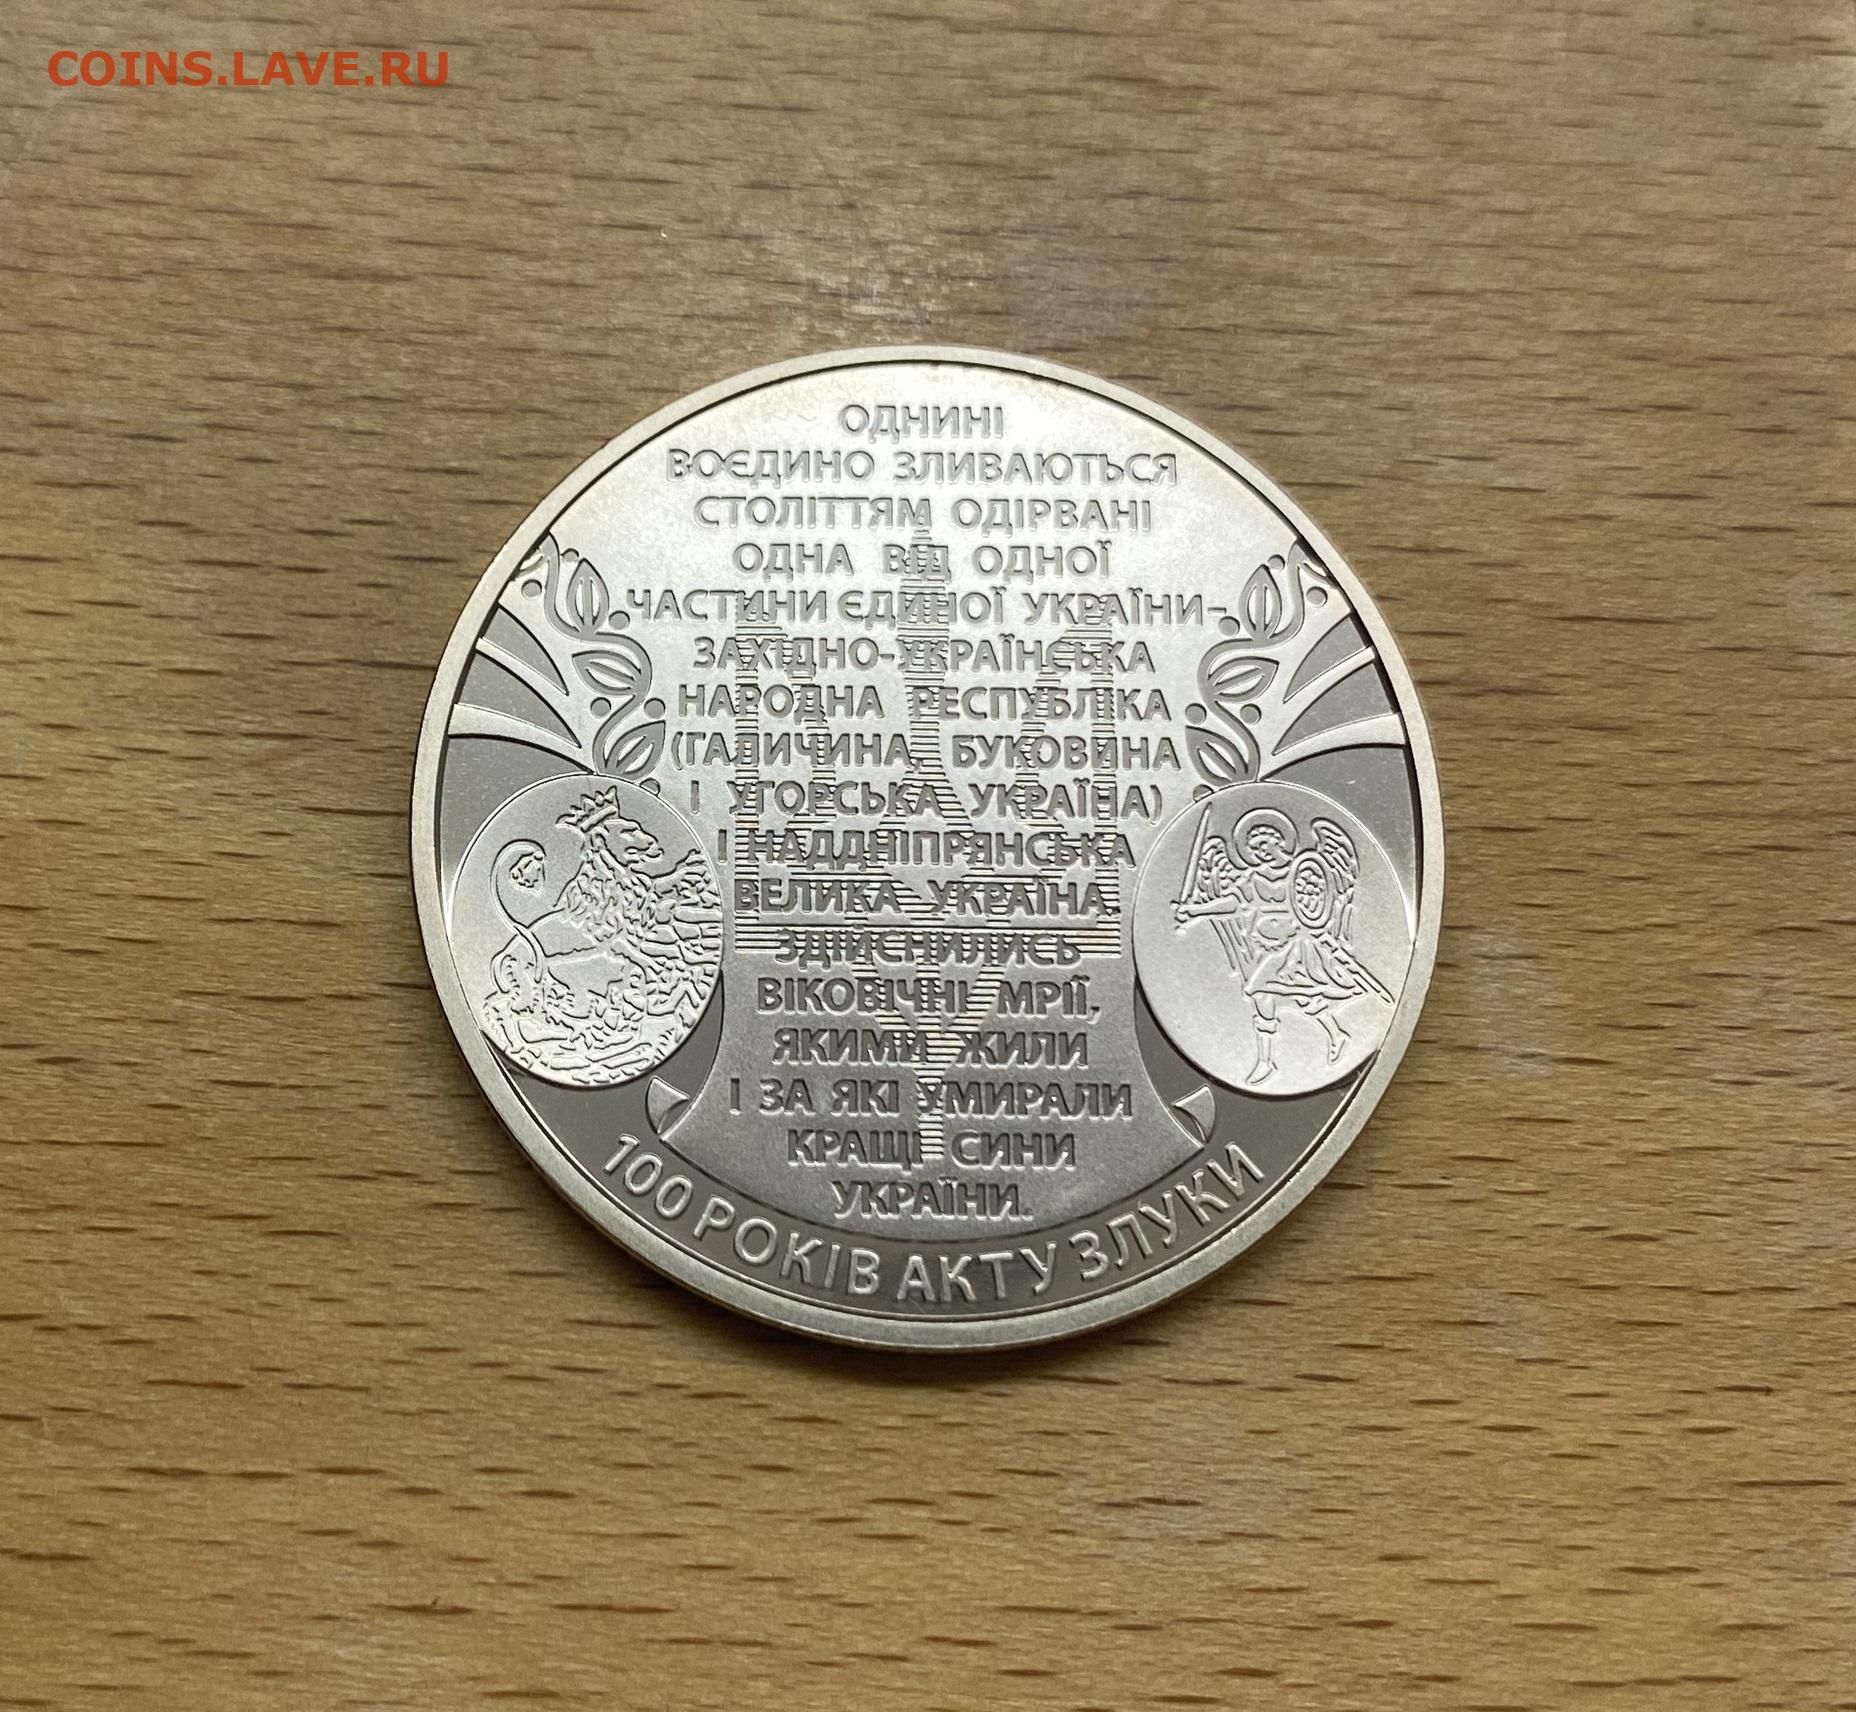 COINS.LAVE.RU
ОДНИНІ
ВОЄДИНО ЗЛИВАЮТЬСЯ
СТОЛІТТЯМ ОДІРВАНІ
ОДНА ВІД ОДНОЇ
ЧАСТИНИ ЄДИНОЇ УКРАЇНИ-
ЗАХІДНО-УКРАЇНСЬКА
НАРОДНА РЕСПУБЛІКА
(ГАЛИЧИНА, БУКОВИНА
І УГОРСЬКА УКРАЇНА)
І НАДДНІПРЯНСЬКА
ВЕЛИКА УКРАЇНА.
ЗДІЙСНИЛИСЬ
ВІКОВІЧНІ МРІЇ,
ЯКИМИ ЖИЛИ
І ЗА ЯКІ УМИРАЛИ
КРАЩІ СИНИ
УКРАЇНИ.
100 РОКІВ АКТУ ЗЛУКИ